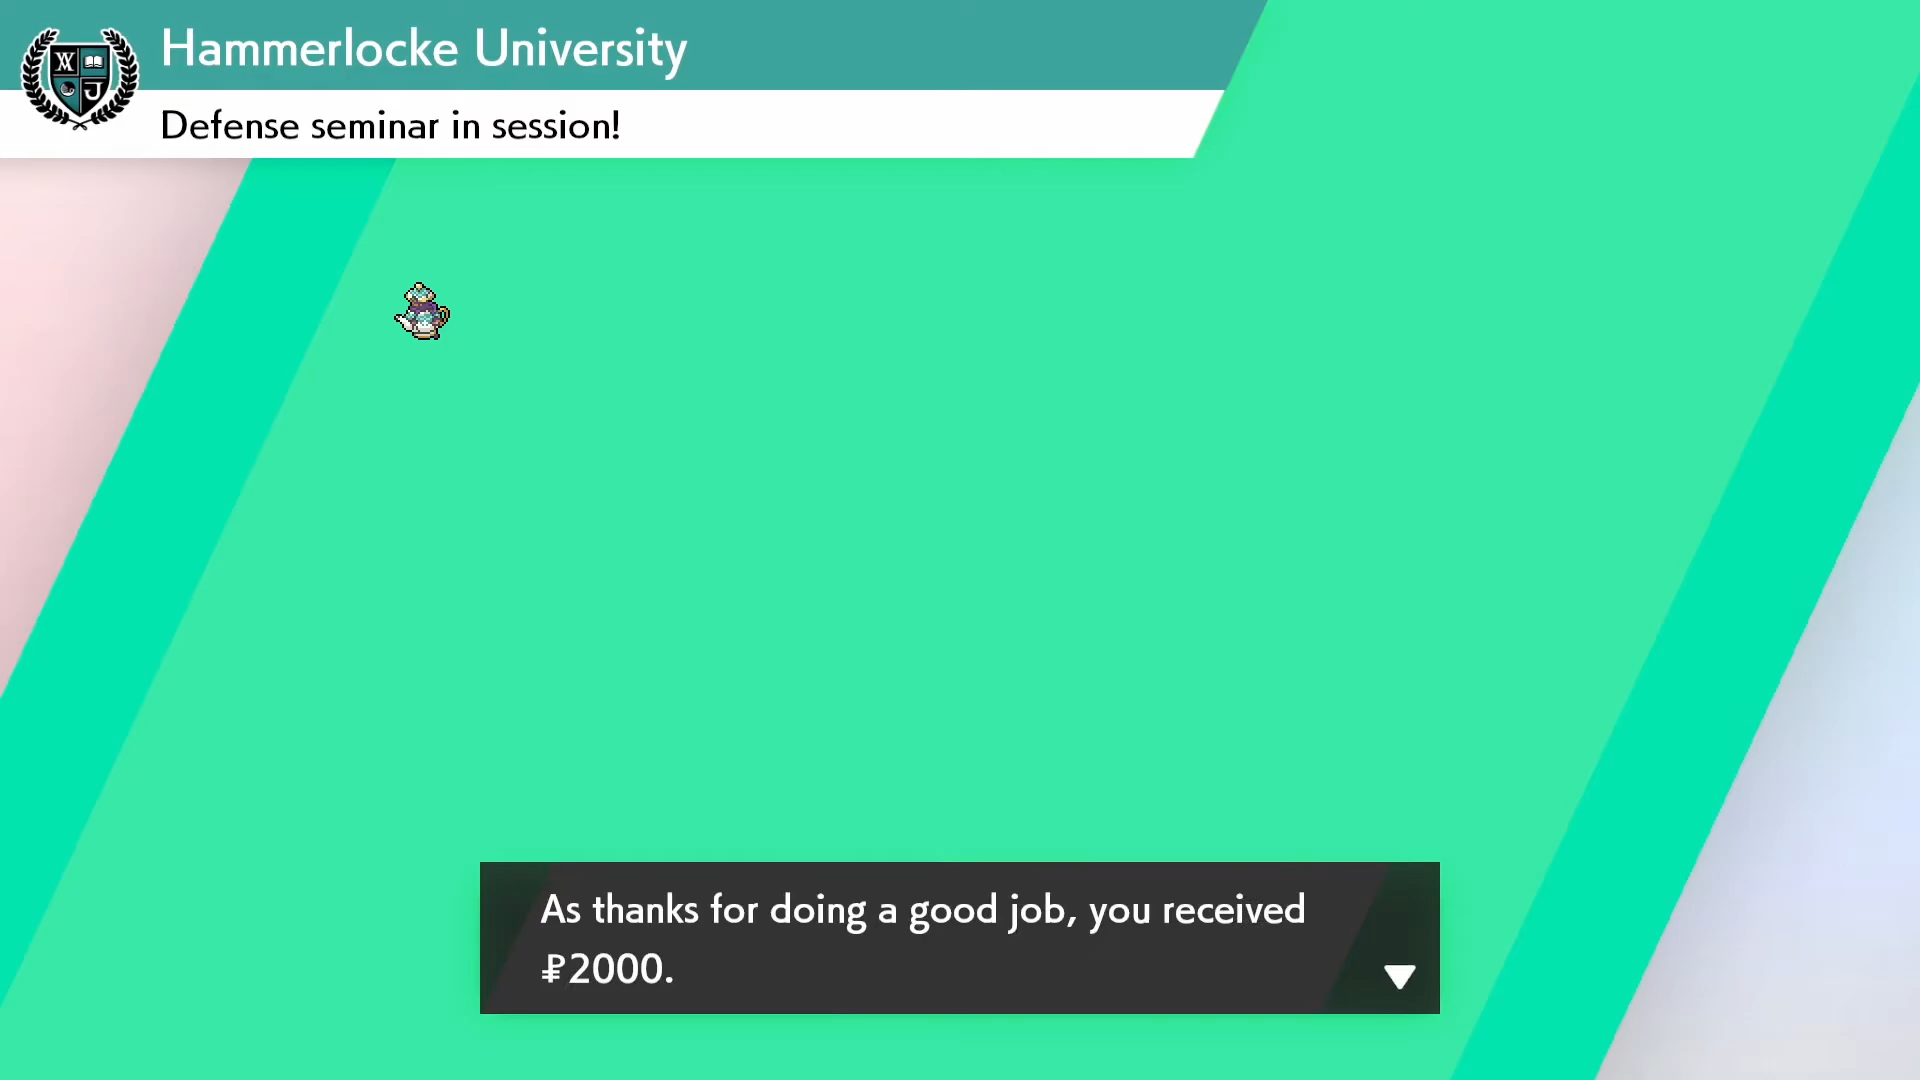 Hammerlocke University
Defense seminar in session!
As thanks for doing a good job, you received
₽2000.